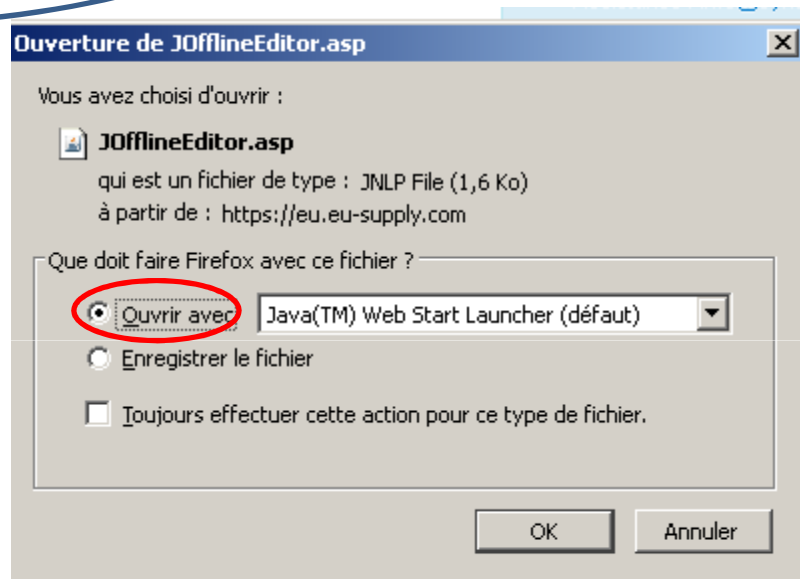 Ouverture de JOfflineEditor.asp
Vous avez choisi d'ouvrir :
JOfflineEditor.asp
qui est un fichier de type : JNLP File (1,6 Ko)
à partir de : https://eu.eu-supply.com
Que doit faire Firefox avec ce fichier ?
Ouvrir avec Java(TM) Web Start Launcher (défaut)
Enregistrer le fichier
Toujours effectuer cette action pour ce type de fichier.
OK Annuler